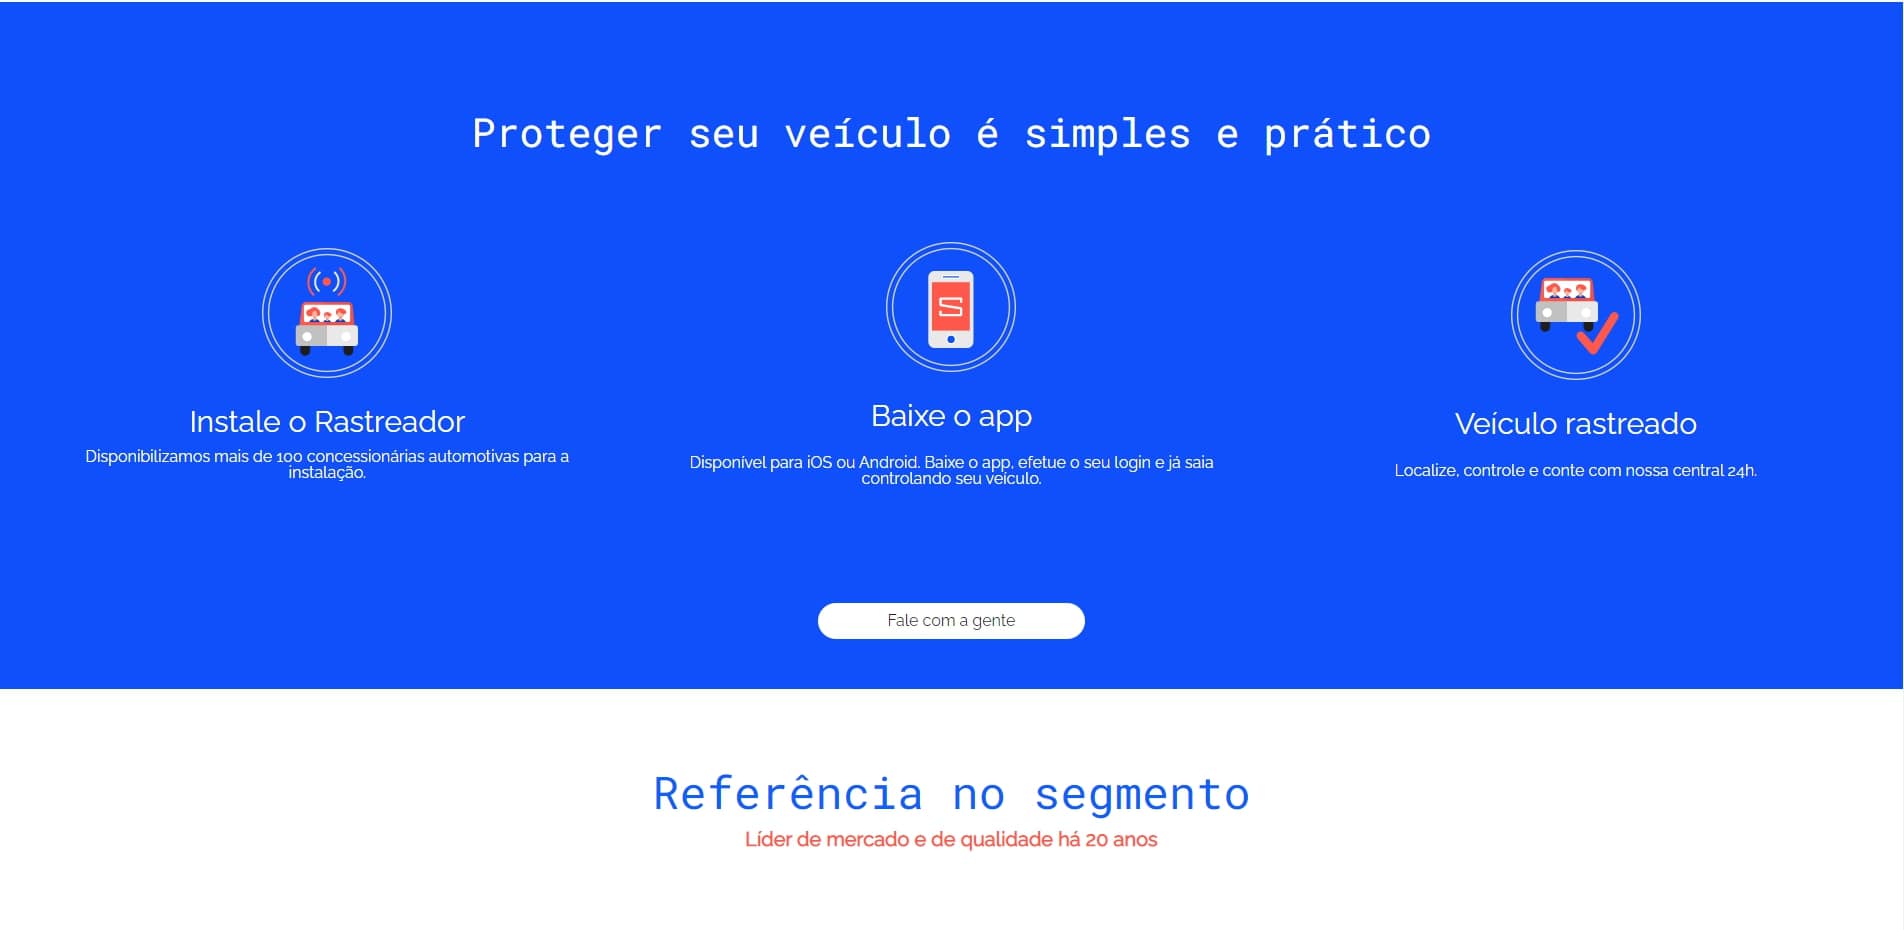 Proteger seu veículo é simples e prático
Instale o Rastreador
Disponibilizamos mais de 100 concessionárias automotivas para a
instalação.
Baixe o app
Disponível para iOS ou Android. Baixe o app, efetue o seu login e já saia
controlando seu veículo.
Veículo rastreado
Localize, controle e conte com nossa central 24h.
Fale com a gente
Referência no segmento
Líder de mercado e de qualidade há 20 anos